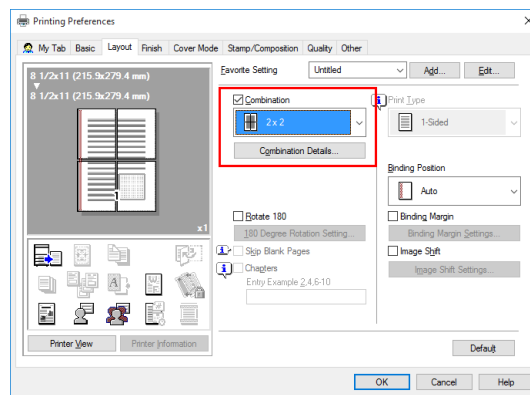 Printing Preferences
My Tab Basic Layout Finish Cover Mode Stamp/Composition Quality Other
8 1/2x11 (215.9x279.4 mm)
8 1/2x11 (215.9x279.4 mm)
1
x1
Printer View Printer Information
Favorite Setting Untitled Add... Edit...
Combination
2 x 2
Combination Details...
Print Type
1-Sided
Binding Position
Auto
Rotate 180
180 Degree Rotation Setting...
Skip Blank Pages
Chapters
Entry Example 2,4,6-10
Binding Margin
Binding Margin Settings...
Image Shift
Image Shift Settings...
Default
OK Cancel Help